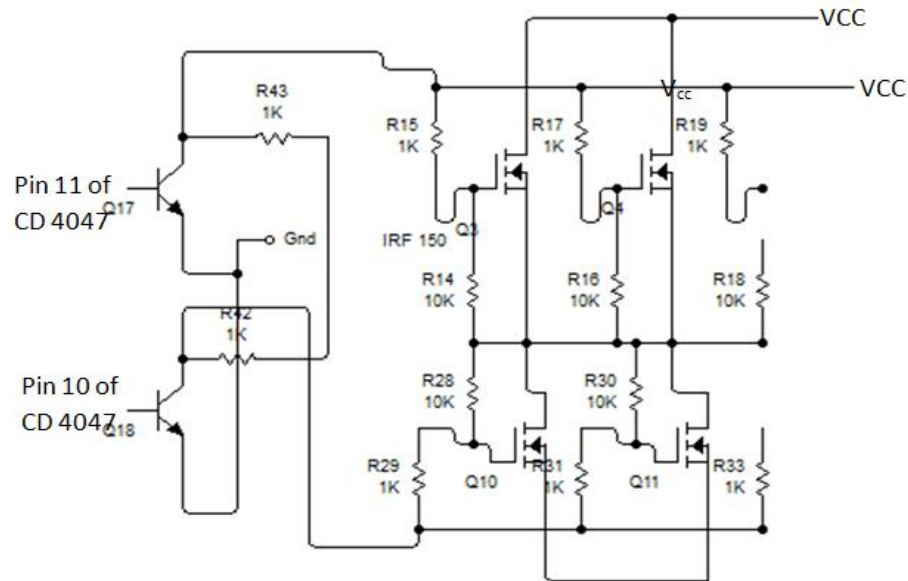 VCC
VCC
Vcc
R43
1K
R15
1K
R17
1K
R19
1K
Pin 11 of
CD 4047
Q17
Gnd
Q3
Q4
IRF 150
R14
10K
R16
10K
R18
10K
R42
1K
R28
10K
R30
10K
Pin 10 of
CD 4047
Q18
R29
1K
Q10
R31
1K
Q11
R33
1K